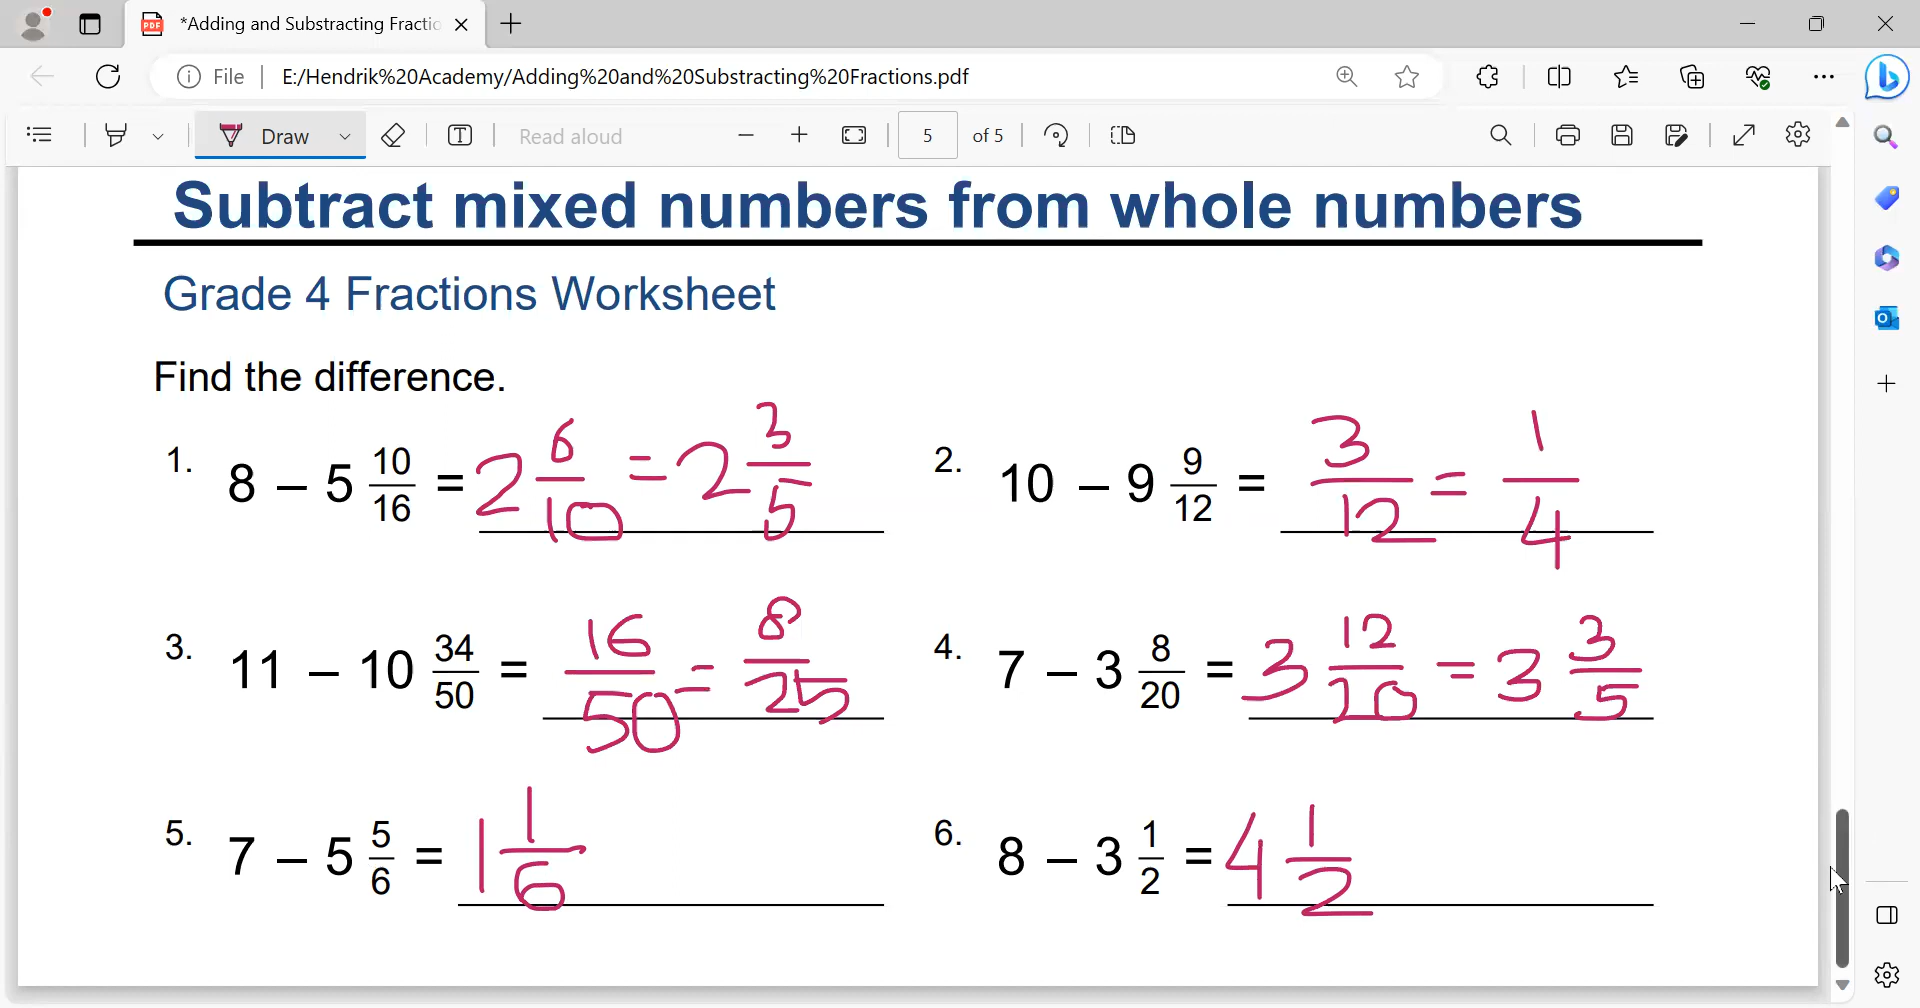 *Adding and Substracting Fractio
File E:/Hendrik%20Academy/Adding%20and%20Substracting%20Fractions.pdf
Draw Read aloud 5 of 5
Subtract mixed numbers from whole numbers
Grade 4 Fractions Worksheet
Find the difference.
1. 8 – 5 10/16 = 2 6/10 = 2 3/5
2. 10 – 9 9/12 = 3/12 = 1/4
3. 11 – 10 34/50 = 16/50 = 8/25
4. 7 – 3 8/20 = 3 12/20 = 3 3/5
5. 7 – 5 5/6 = 1 1/6
6. 8 – 3 1/2 = 4 1/2